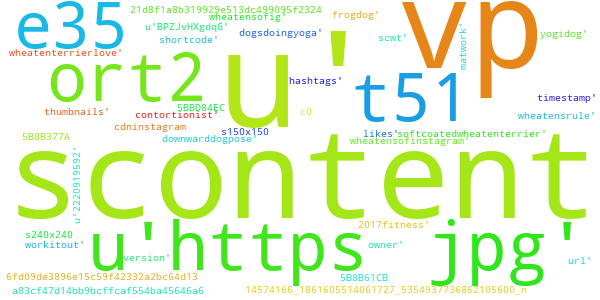 21d8f1a8b319929e513dc499095f2324
e35
wheatensofig'
frogdog'
vp
u'BPZJvHXgdqG'
dogsdoingyoga'
yogidog'
shortcode'
scwt'
matwork'
wheatenterrierlove'
ort2
u'
hashtags'
t51
timestamp'
thumbnails'
contortionist'
5BBD84EC
c0
wheatensrule'
cdninstagram
s150x150
likes'
softcoatedwheatenterrier'
5B8B377A
downwarddogpose'
wheatensofinstagram'
scontent
u'2220919592'
2017fitness'
s240x240
u'https
jpg'
workitout'
owner'
version'
url'
6fd09de3896e15c59f42332a2bc64d13
5B8B61CB
a83cf47d14bb9bcffcaf554ba45646a6
14574166_1861605514061727_5354937736862105600_n